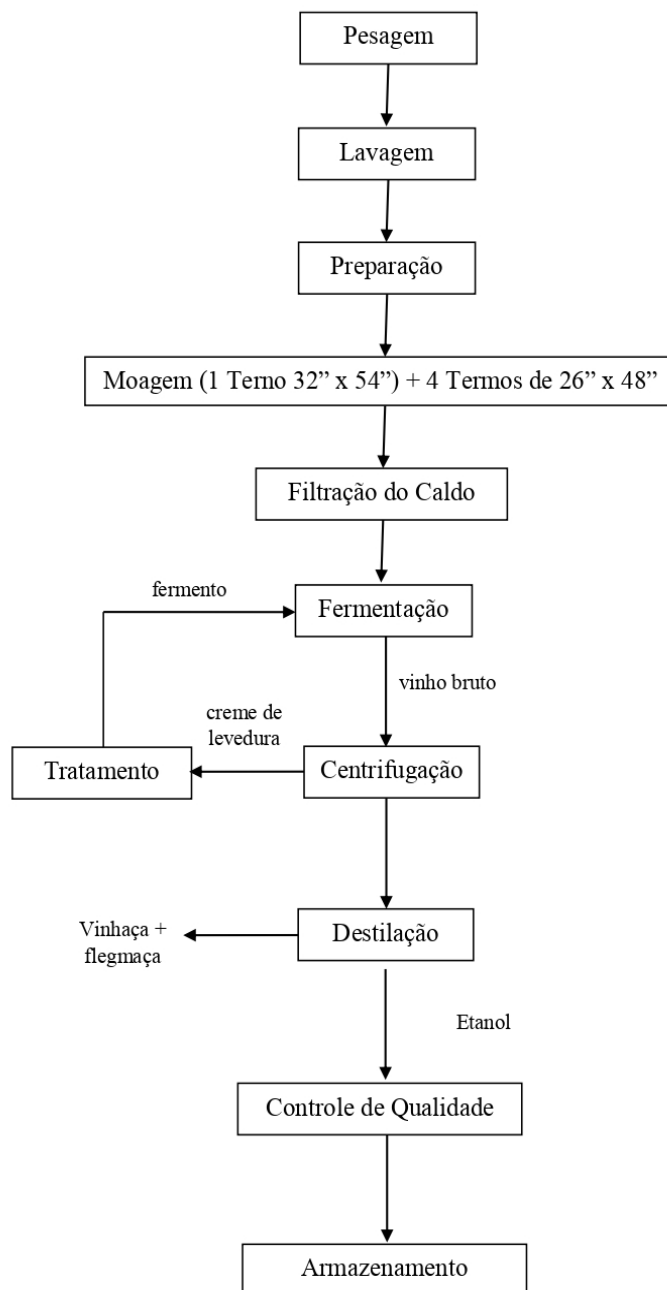 Pesagem
Lavagem
Preparação
Moagem (1 Terno 32” x 54”) + 4 Termos de 26” x 48”
Filtração do Caldo
fermento
Fermentação
vinho bruto
creme de
levedura
Tratamento
Centrifugação
Vinhaça +
flegmaça
Destilação
Etanol
Controle de Qualidade
Armazenamento